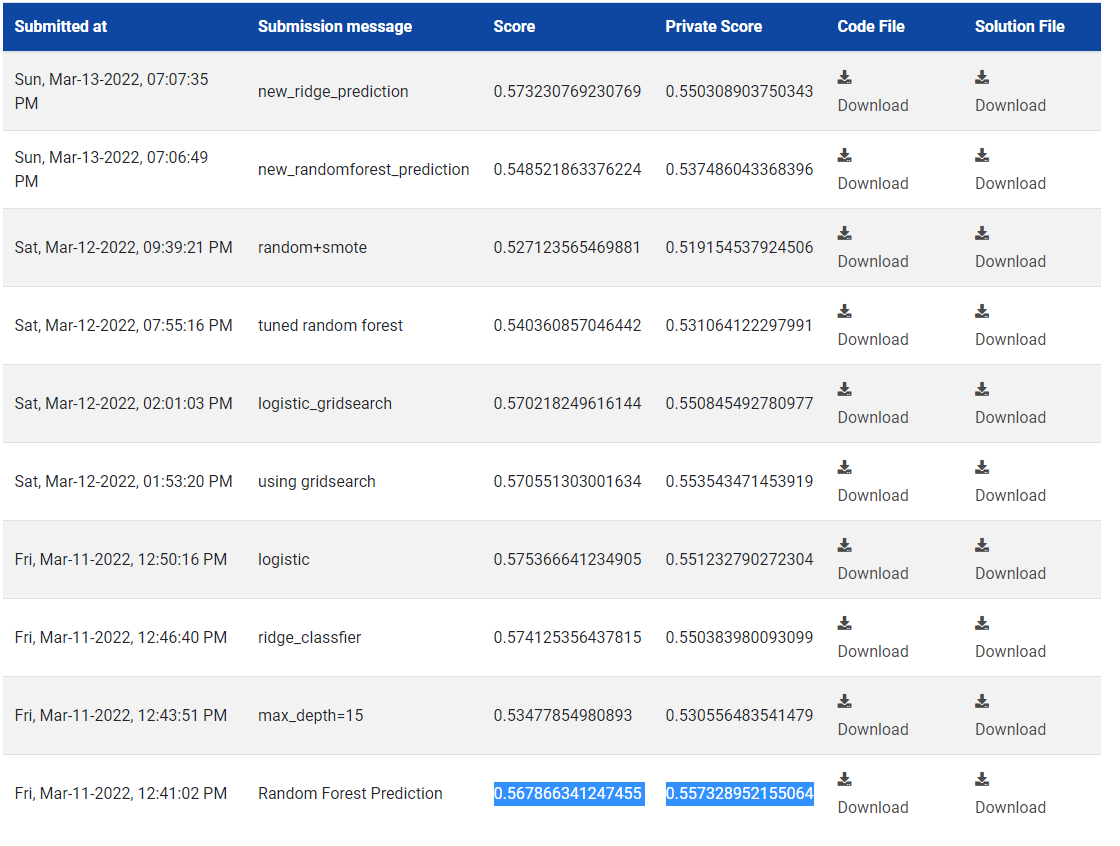 Submitted at Submission message Score Private Score Code File Solution File
Sun, Mar-13-2022, 07:07:35
PM
new_ridge_prediction 0.573230769230769 0.550308903750343
Download Download
Sun, Mar-13-2022, 07:06:49
PM
new_randomforest_prediction 0.548521863376224 0.537486043368396
Download Download
Sat, Mar-12-2022, 09:39:21 PM random+smote 0.527123565469881 0.519154537924506
Download Download
Sat, Mar-12-2022, 07:55:16 PM tuned random forest 0.540360857046442 0.531064122297991
Download Download
Sat, Mar-12-2022, 02:01:03 PM logistic_gridsearch 0.570218249616144 0.550845492780977
Download Download
Sat, Mar-12-2022, 01:53:20 PM using gridsearch 0.570551303001634 0.553543471453919
Download Download
Fri, Mar-11-2022, 12:50:16 PM logistic 0.575366641234905 0.551232790272304
Download Download
Fri, Mar-11-2022, 12:46:40 PM ridge_classfier 0.574125356437815 0.550383980093099
Download Download
Fri, Mar-11-2022, 12:43:51 PM max_depth=15 0.53477854980893 0.530556483541479
Download Download
Fri, Mar-11-2022, 12:41:02 PM Random Forest Prediction 0.567866341247455 0.557328952155064
Download Download